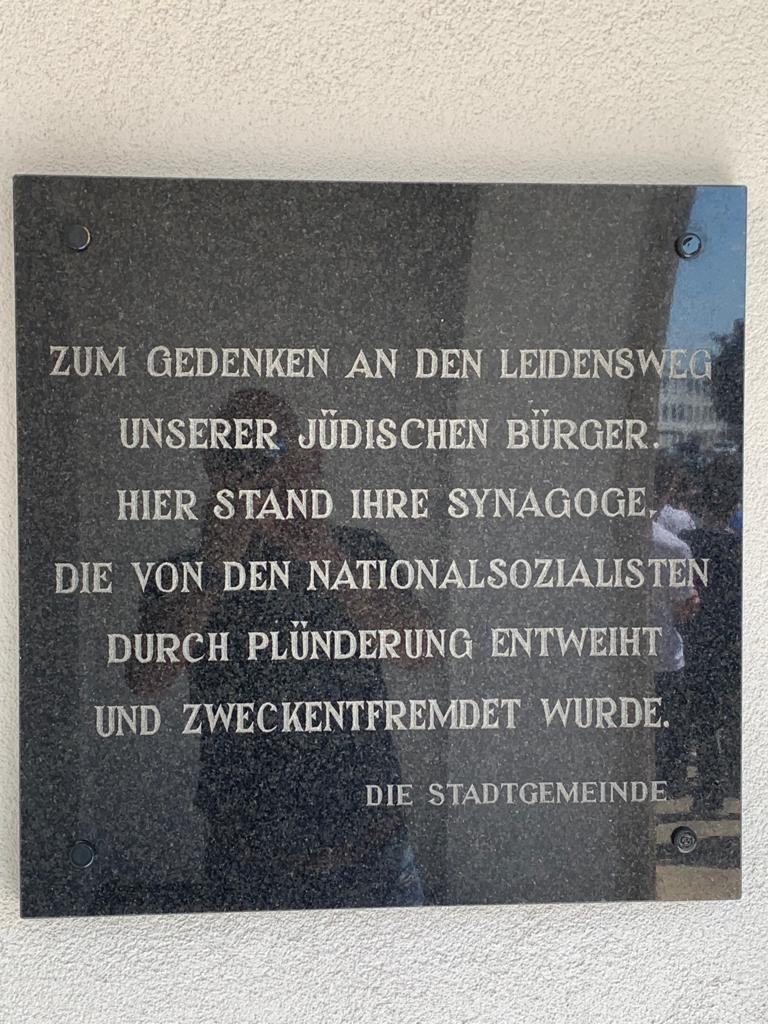 ZUM GEDENKEN AN DEN LEIDENSWEG
UNSERER JÜDISCHEN BÜRGER.
HIER STAND IHRE SYNAGOGE,
DIE VON DEN NATIONALSOZIALISTEN
DURCH PLÜNDERUNG ENTWEIHT
UND ZWECKENTFREMDET WURDE.
DIE STADTGEMEINDE